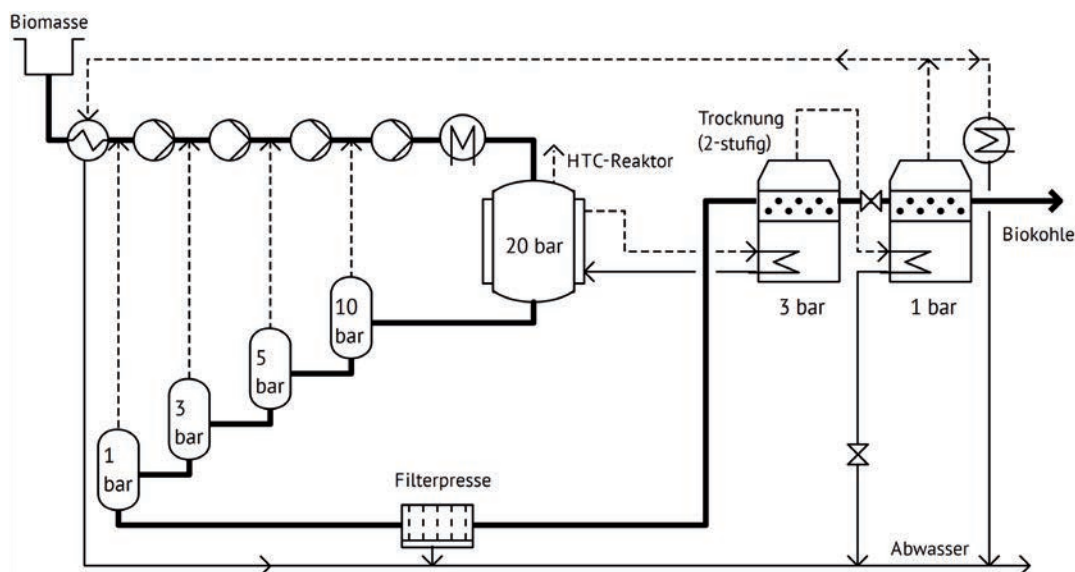 Biomasse
Trocknung
(2-stufig)
HTC-Reaktor
20 bar
Biokohle
10
bar
3 bar
1 bar
5
bar
3
bar
1
bar
Filterpresse
Abwasser